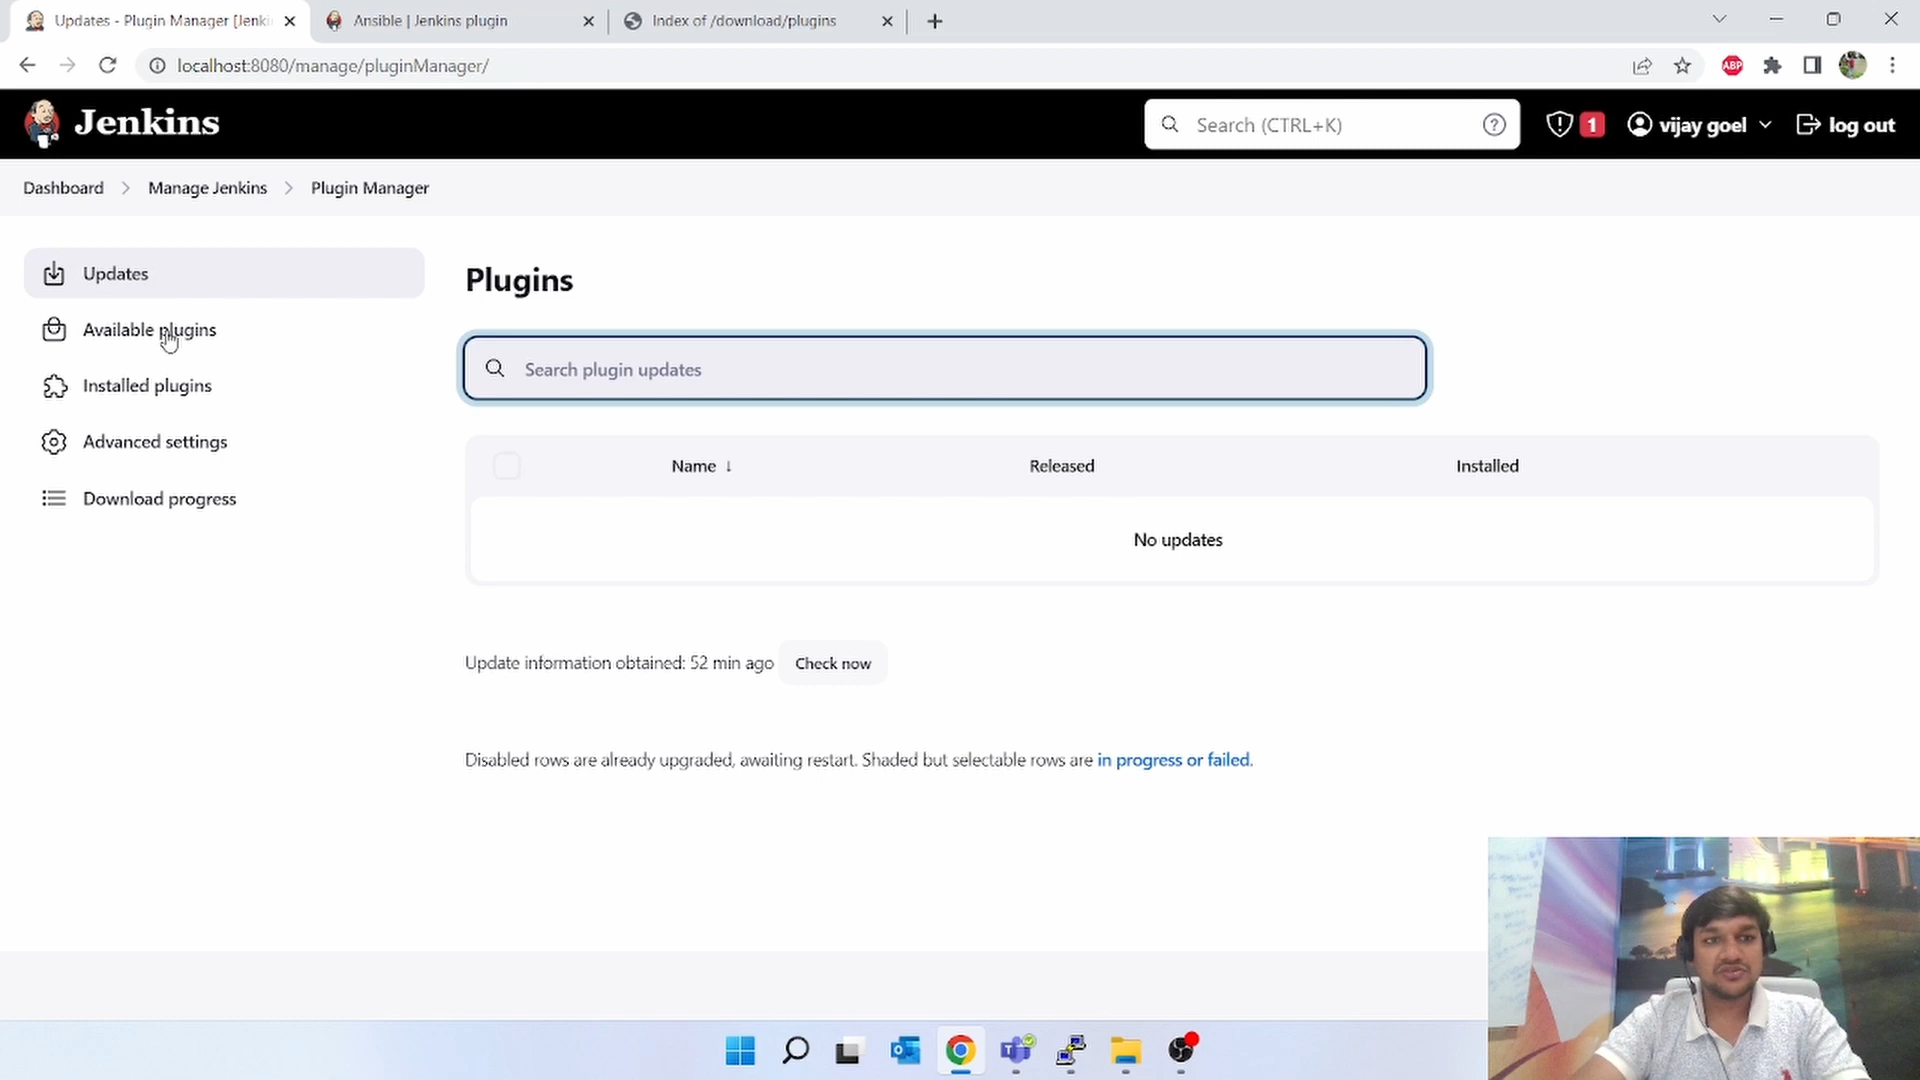 Updates - Plugin Manager [Jenki
Ansible | Jenkins plugin
Index of /download/plugins
localhost:8080/manage/pluginManager/
ABP
Jenkins
Search (CTRL+K)
1
vijay goel
log out
Dashboard
Manage Jenkins
Plugin Manager
Updates
Available plugins
Installed plugins
Advanced settings
Download progress
Plugins
Search plugin updates
Name ↓
Released
Installed
No updates
Update information obtained: 52 min ago
Check now
Disabled rows are already upgraded, awaiting restart. Shaded but selectable rows are in progress or failed.